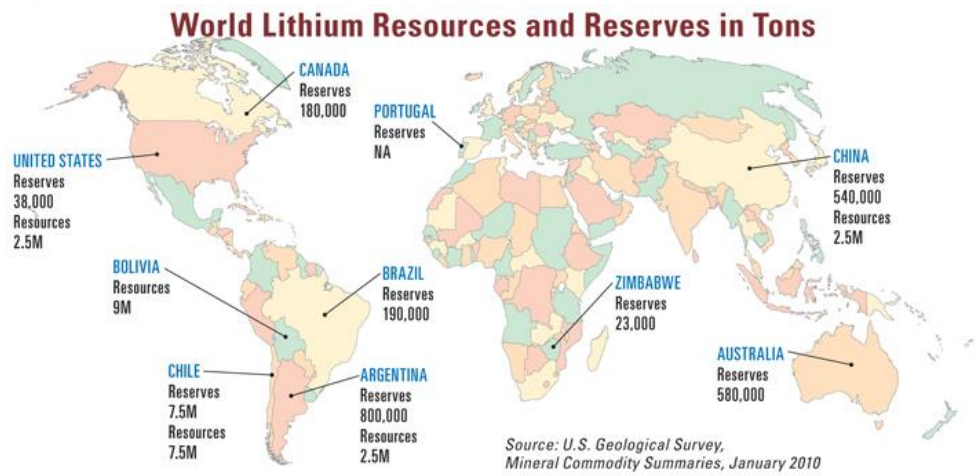 World Lithium Resources and Reserves in Tons
CANADA
Reserves
180,000
PORTUGAL
Reserves
NA
UNITED STATES
Reserves
38,000
Resources
2.5M
CHINA
Reserves
540,000
Resources
2.5M
BOLIVIA
Resources
9M
BRAZIL
Reserves
190,000
ZIMBABWE
Reserves
23,000
CHILE
Reserves
7.5M
Resources
7.5M
ARGENTINA
Reserves
800,000
Resources
2.5M
AUSTRALIA
Reserves
580,000
Source: U.S. Geological Survey,
Mineral Commodity Summaries, January 2010